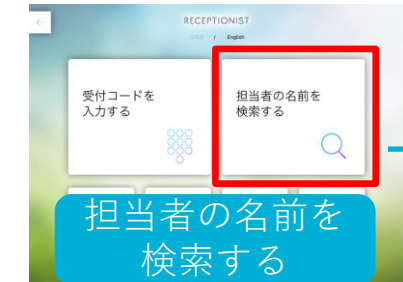 RECEPTIONIST
日本語 / English
受付コードを
入力する
担当者の名前を
検索する
担当者の名前を
検索する